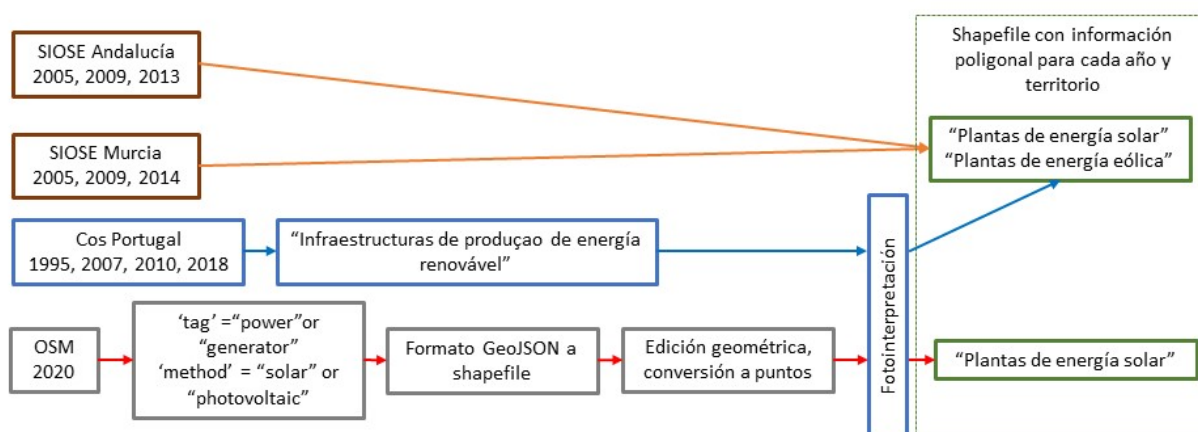 SIOSE Andalucía
2005, 2009, 2013
Shapefile con información
poligonal para cada año y
territorio
SIOSE Murcia
2005, 2009, 2014
“Plantas de energía solar”
“Plantas de energía eólica”
Cos Portugal
1995, 2007, 2010, 2018
“Infraestructuras de produçao de energía
renovável”
Fotointerpretación
OSM
2020
‘tag’ =“power”or
“generator”
‘method’ = “solar” or
“photovoltaic”
Formato GeoJSON a
shapefile
Edición geométrica,
conversión a puntos
“Plantas de energía solar”